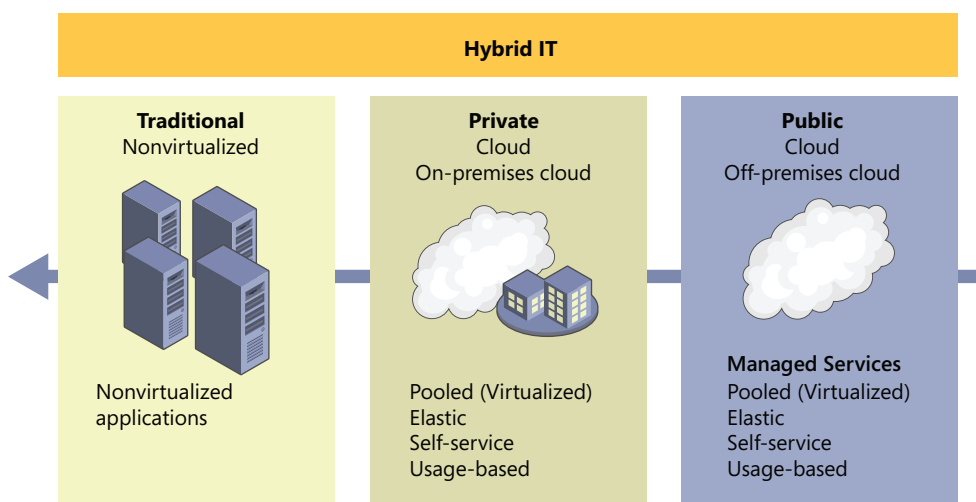 Hybrid IT
Traditional
Nonvirtualized
Nonvirtualized
applications
Private
Cloud
On-premises cloud
Pooled (Virtualized)
Elastic
Self-service
Usage-based
Public
Cloud
Off-premises cloud
Managed Services
Pooled (Virtualized)
Elastic
Self-service
Usage-based